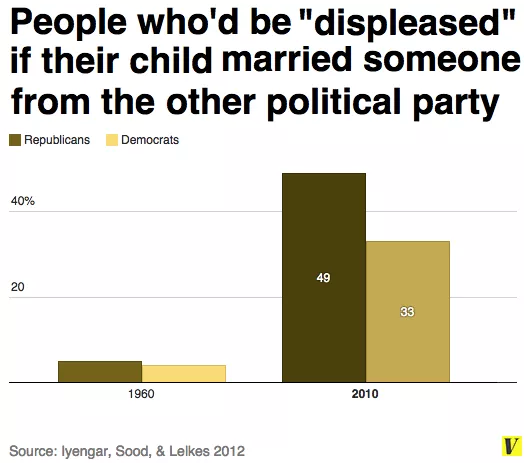 People who'd be "displeased"
if their child married someone
from the other political party
Republicans Democrats
40%
20
49
33
1960 2010
Source: Iyengar, Sood, & Lelkes 2012
V